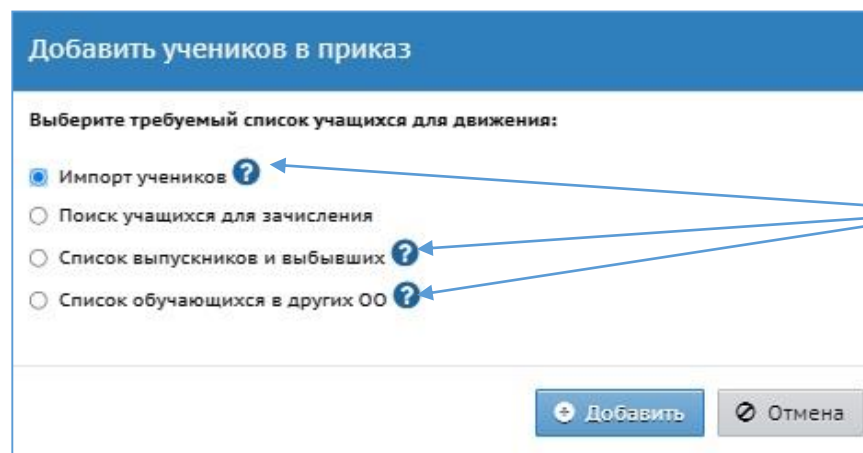 Добавить учеников в приказ
Выберите требуемый список учащихся для движения:
Импорт учеников ?
Поиск учащихся для зачисления
Список выпускников и выбывших ?
Список обучающихся в других ОО ?
Добавить Отмена